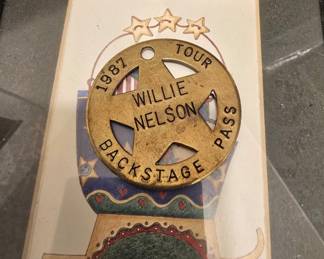 1987 TOUR
WILLIE
NELSON
BACKSTAGE PASS